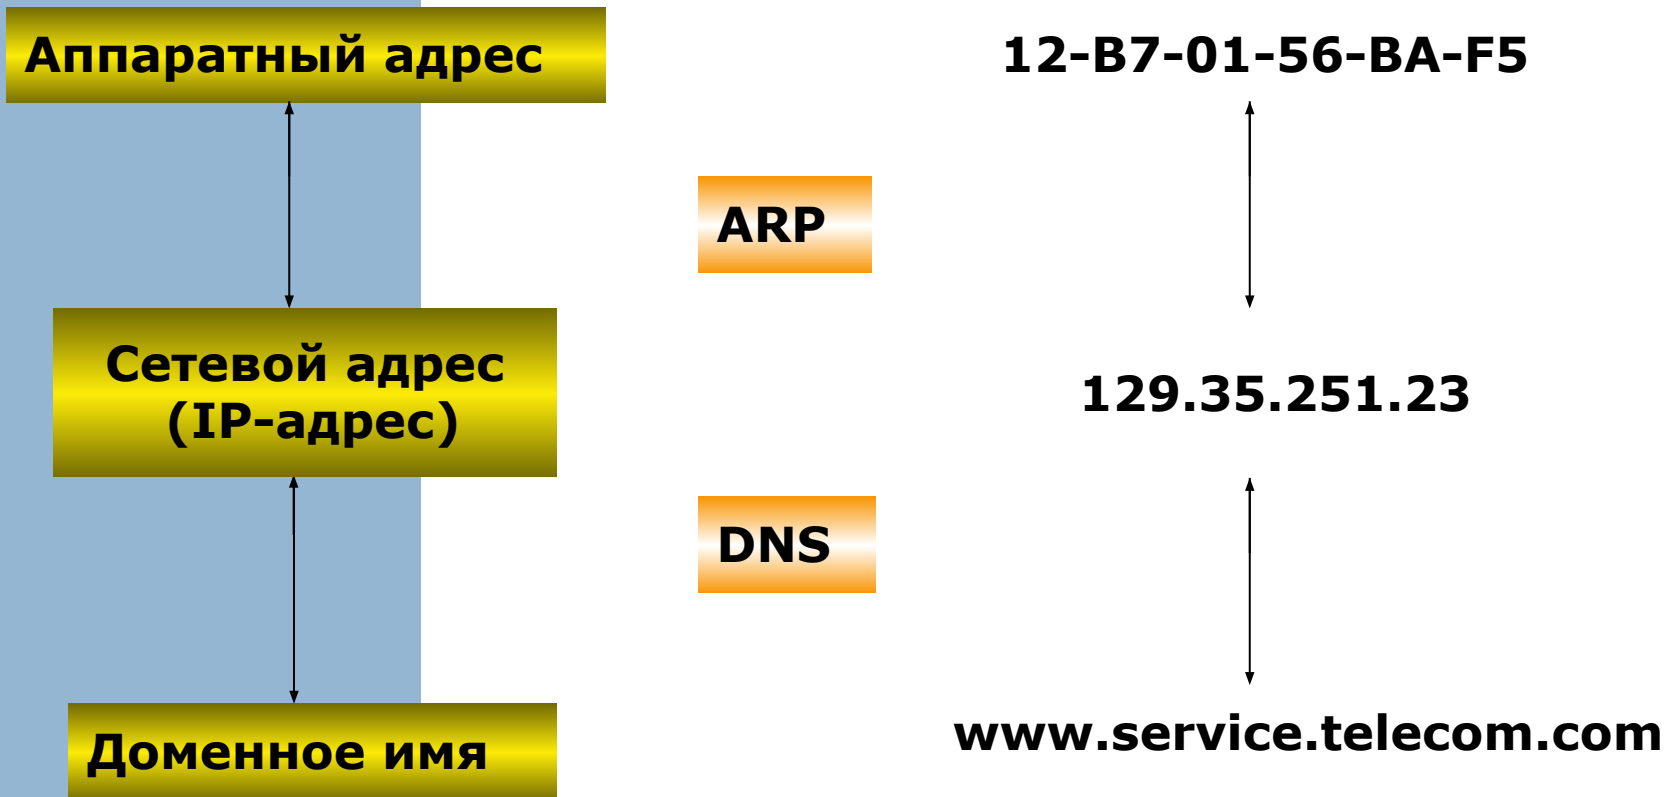 Аппаратный адрес
12-B7-01-56-BA-F5
ARP
Сетевой адрес
(IP-адрес)
129.35.251.23
DNS
Доменное имя
www.service.telecom.com